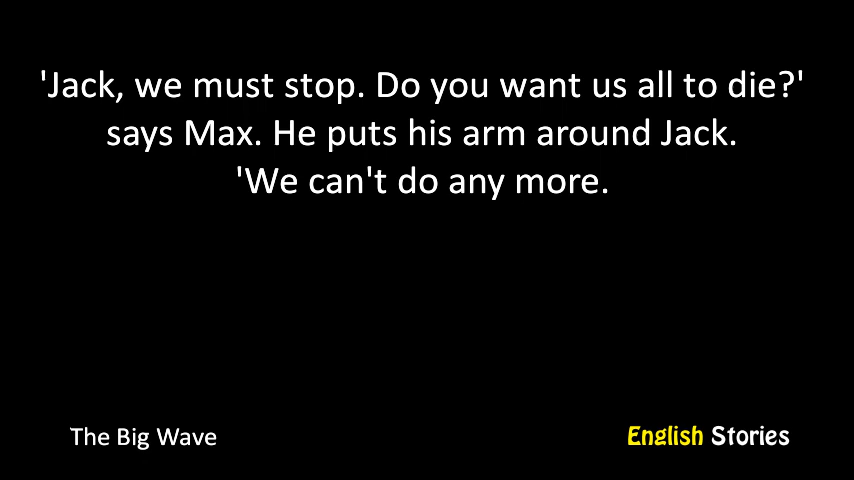 'Jack, we must stop. Do you want us all to die?'
says Max. He puts his arm around Jack.
'We can't do any more.
The Big Wave
English Stories